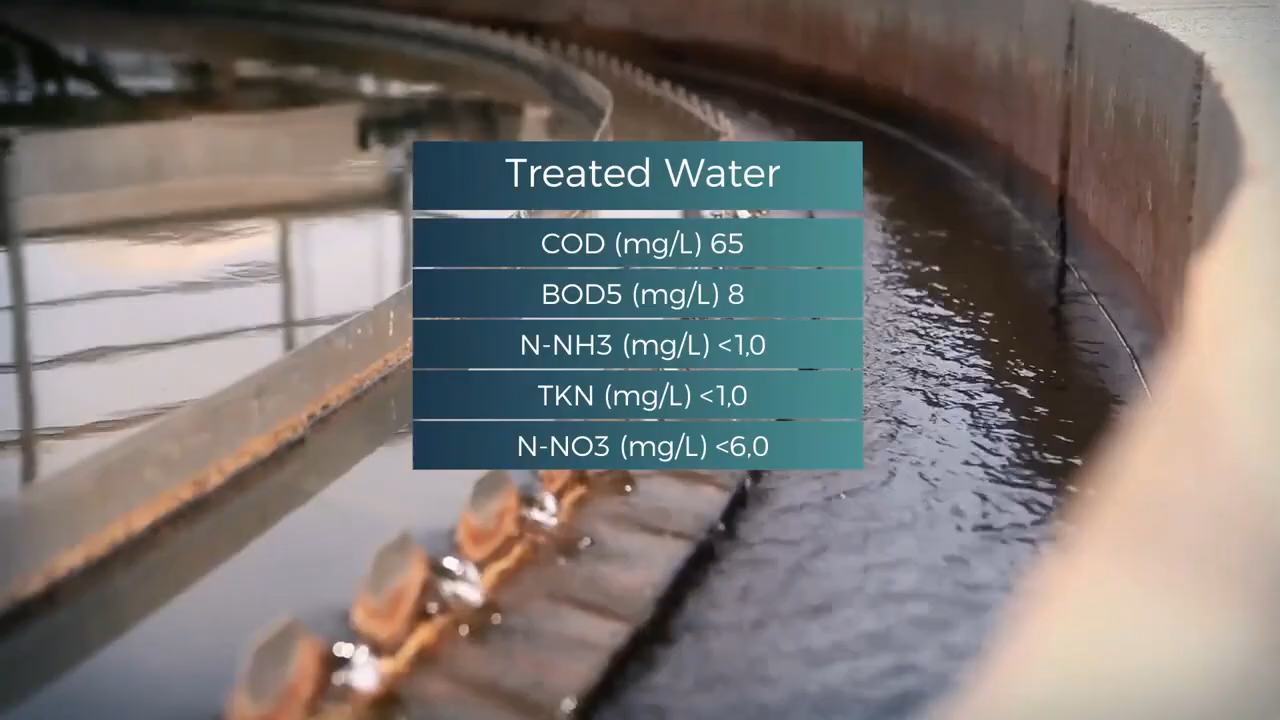 Treated Water
COD (mg/L) 65
BOD5 (mg/L) 8
N-NH3 (mg/L) <1,0
TKN (mg/L) <1,0
N-NO3 (mg/L) <6,0